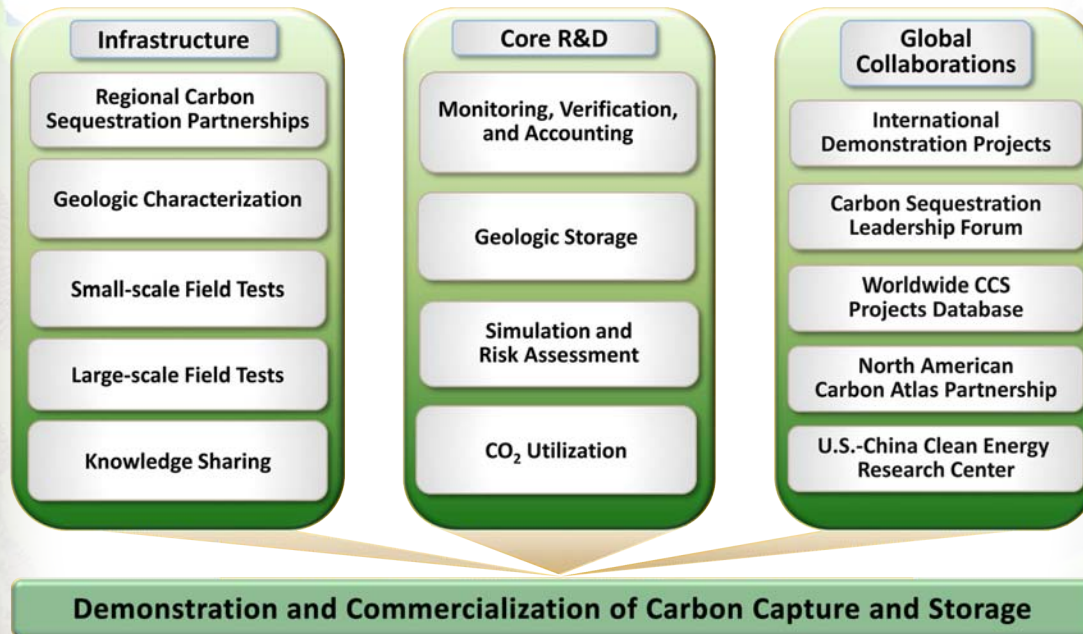 Infrastructure
Regional Carbon
Sequestration Partnerships
Geologic Characterization
Small-scale Field Tests
Large-scale Field Tests
Knowledge Sharing
Core R&D
Monitoring, Verification,
and Accounting
Geologic Storage
Simulation and
Risk Assessment
CO₂ Utilization
Global
Collaborations
International
Demonstration Projects
Carbon Sequestration
Leadership Forum
Worldwide CCS
Projects Database
North American
Carbon Atlas Partnership
U.S.-China Clean Energy
Research Center
Demonstration and Commercialization of Carbon Capture and Storage